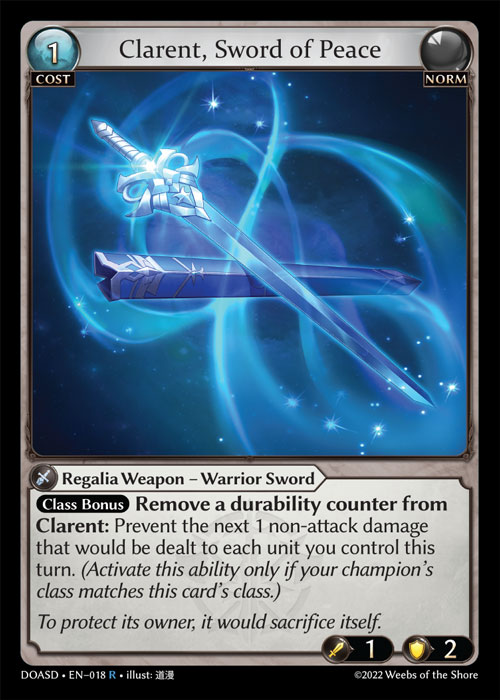 1
Clarent, Sword of Peace
COST
NORM
Regalia Weapon – Warrior Sword
Class Bonus Remove a durability counter from
Clarent: Prevent the next 1 non-attack damage
that would be dealt to each unit you control this
turn. (Activate this ability only if your champion's
class matches this card's class.)
To protect its owner, it would sacrifice itself.
1
2
DOASD • EN–018 R • illust: 道漫
©2022 Weebs of the Shore